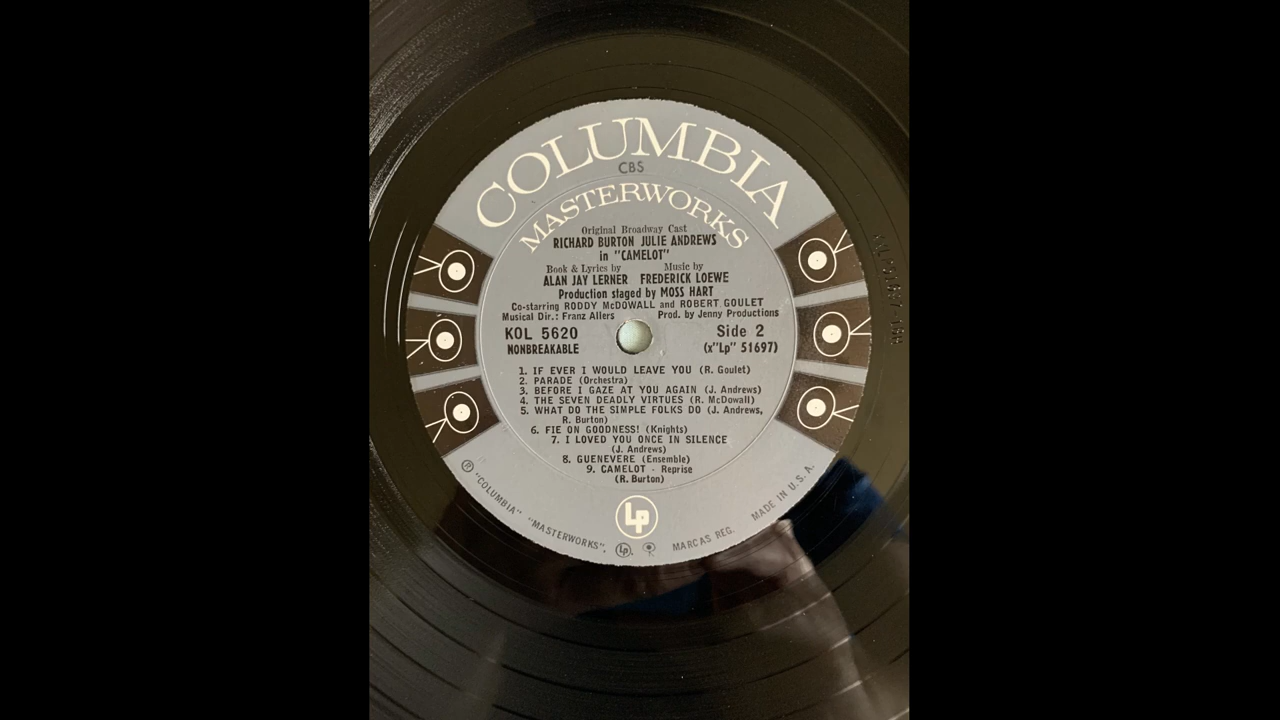 COLUMBIA
CBS
MASTERWORKS
Original Broadway Cast
RICHARD BURTON JULIE ANDREWS
in "CAMELOT"
Book & Lyrics by Music by
ALAN JAY LERNER FREDERICK LOEWE
Production staged by MOSS HART
Co-starring RODDY McDOWALL and ROBERT GOULET
Musical Dir.: Franz Allers Prod. by Jenny Productions
KOL 5620 Side 2
NONBREAKABLE (x"Lp" 51697)
1. IF EVER I WOULD LEAVE YOU (R. Goulet)
2. PARADE (Orchestra)
3. BEFORE I GAZE AT YOU AGAIN (J. Andrews)
4. THE SEVEN DEADLY VIRTUES (R. McDowall)
5. WHAT DO THE SIMPLE FOLKS DO (J. Andrews,
R. Burton)
6. FIE ON GOODNESS! (Knights)
7. I LOVED YOU ONCE IN SILENCE
(J. Andrews)
8. GUENEVERE (Ensemble)
9. CAMELOT - Reprise
(R. Burton)
Lp
® "COLUMBIA" "MASTERWORKS", Lp. MARCAS REG. MADE IN U.S.A.